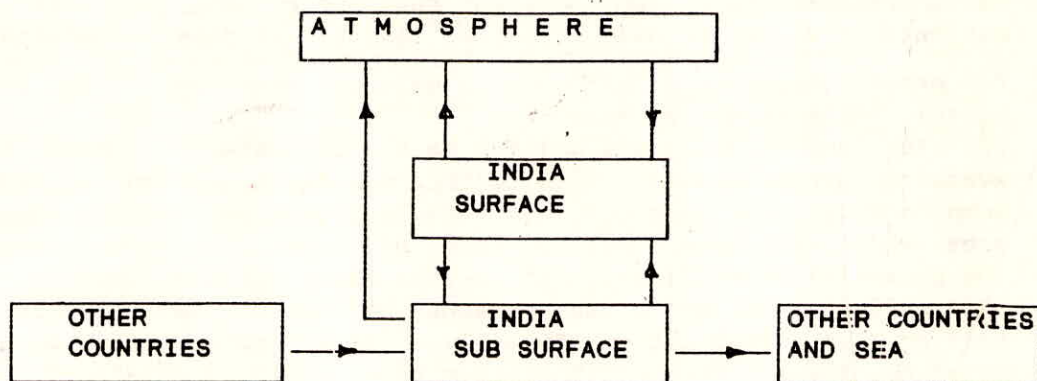 ATMOSPHERE
INDIA
SURFACE
OTHER
COUNTRIES
INDIA
SUB SURFACE
OTHER COUNTRIES
AND SEA